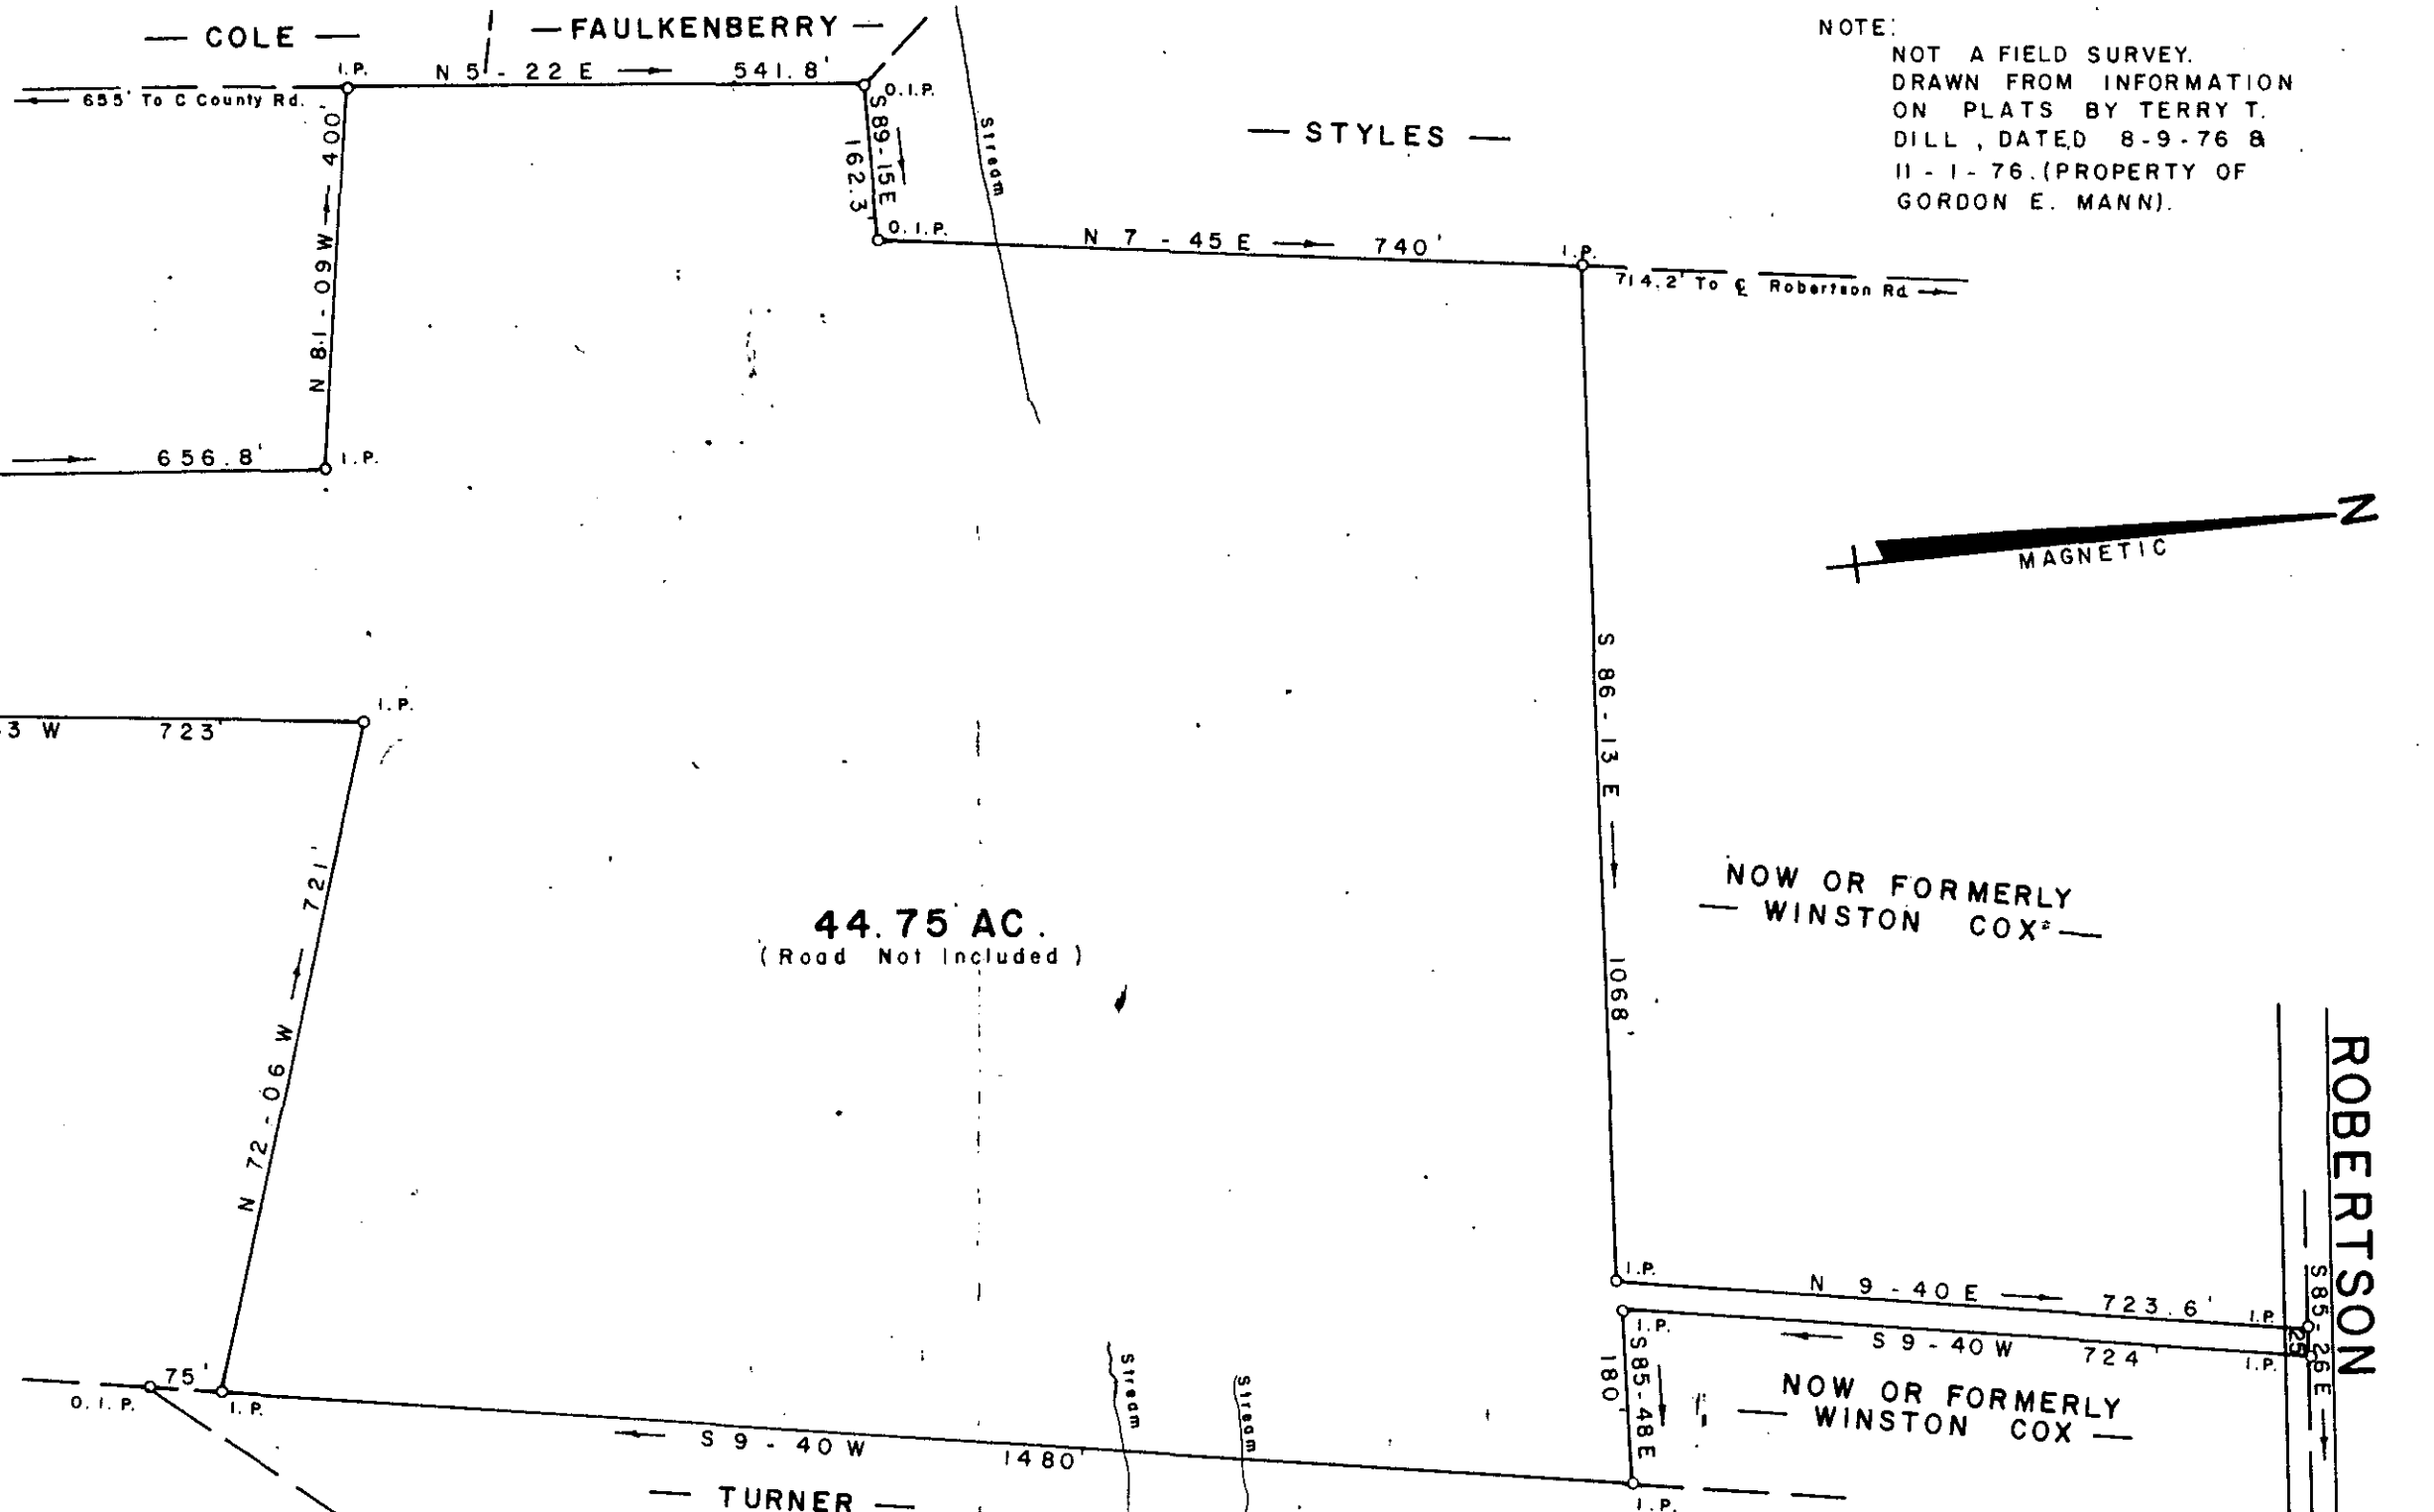 — COLE —
— FAULKENBERRY —
NOTE:
NOT A FIELD SURVEY.
DRAWN FROM INFORMATION
ON PLATS BY TERRY T.
DILL, DATED 8-9-76 &
11-1-76. (PROPERTY OF
GORDON E. MANN).
I.P.
N 5-22 E 541.8'
O.I.P.
655' To C County Rd.
S 89-15 E
162.3
Stream
— STYLES —
N 81-09 W 400'
O.I.P.
N 7-45 E 740'
I.P.
714.2' To ℄ Robertson Rd
656.8'
I.P.
N
MAGNETIC
S 86-13 E 1068'
I.P.
3 W 723'
N 72-06 W 721'
44.75 AC.
(Road Not Included)
NOW OR FORMERLY
— WINSTON COX —
ROBERTSON
I.P.
N 9-40 E 723.6'
I.P.
S 85-26 E
25
I.P.
S 9-40 W 724'
I.P.
S 85-48 E
180'
NOW OR FORMERLY
— WINSTON COX —
75'
O.I.P.
I.P.
S 9-40 W 1480'
Stream
Stream
— TURNER —
I.P.